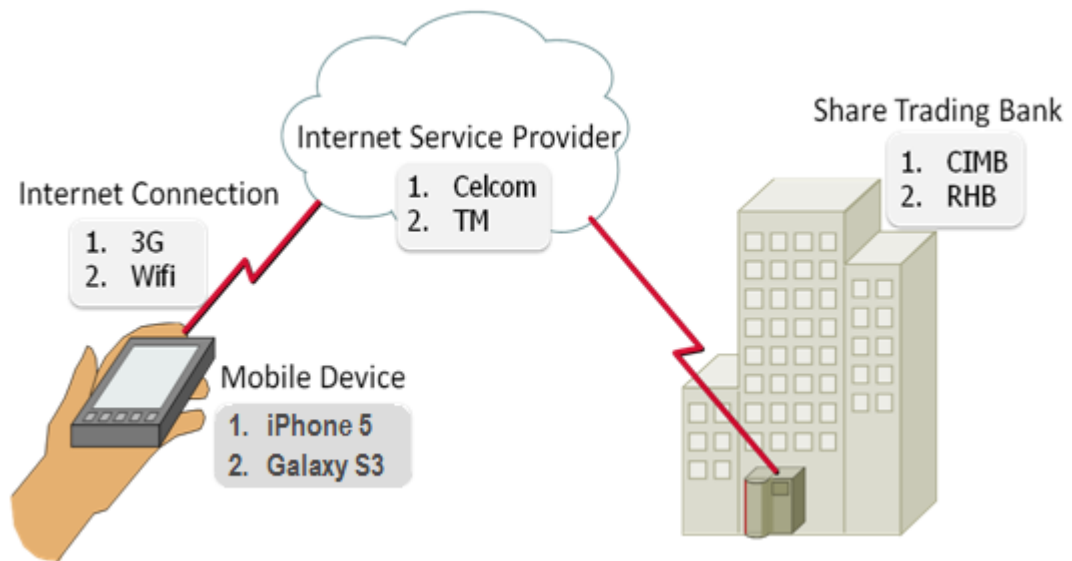 Internet Service Provider
1. Celcom
2. TM
Share Trading Bank
1. CIMB
2. RHB
Internet Connection
1. 3G
2. Wifi
Mobile Device
1. iPhone 5
2. Galaxy S3